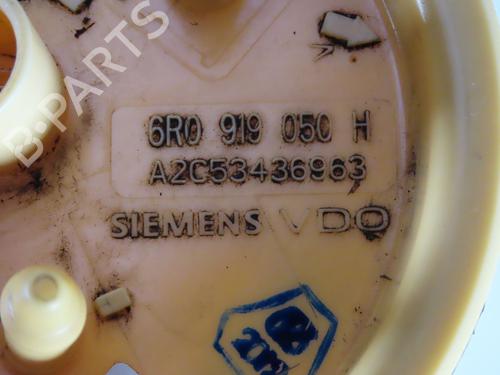 B-PARTS
6R0 919 050 H
A2C53436963
SIEMENS VDO